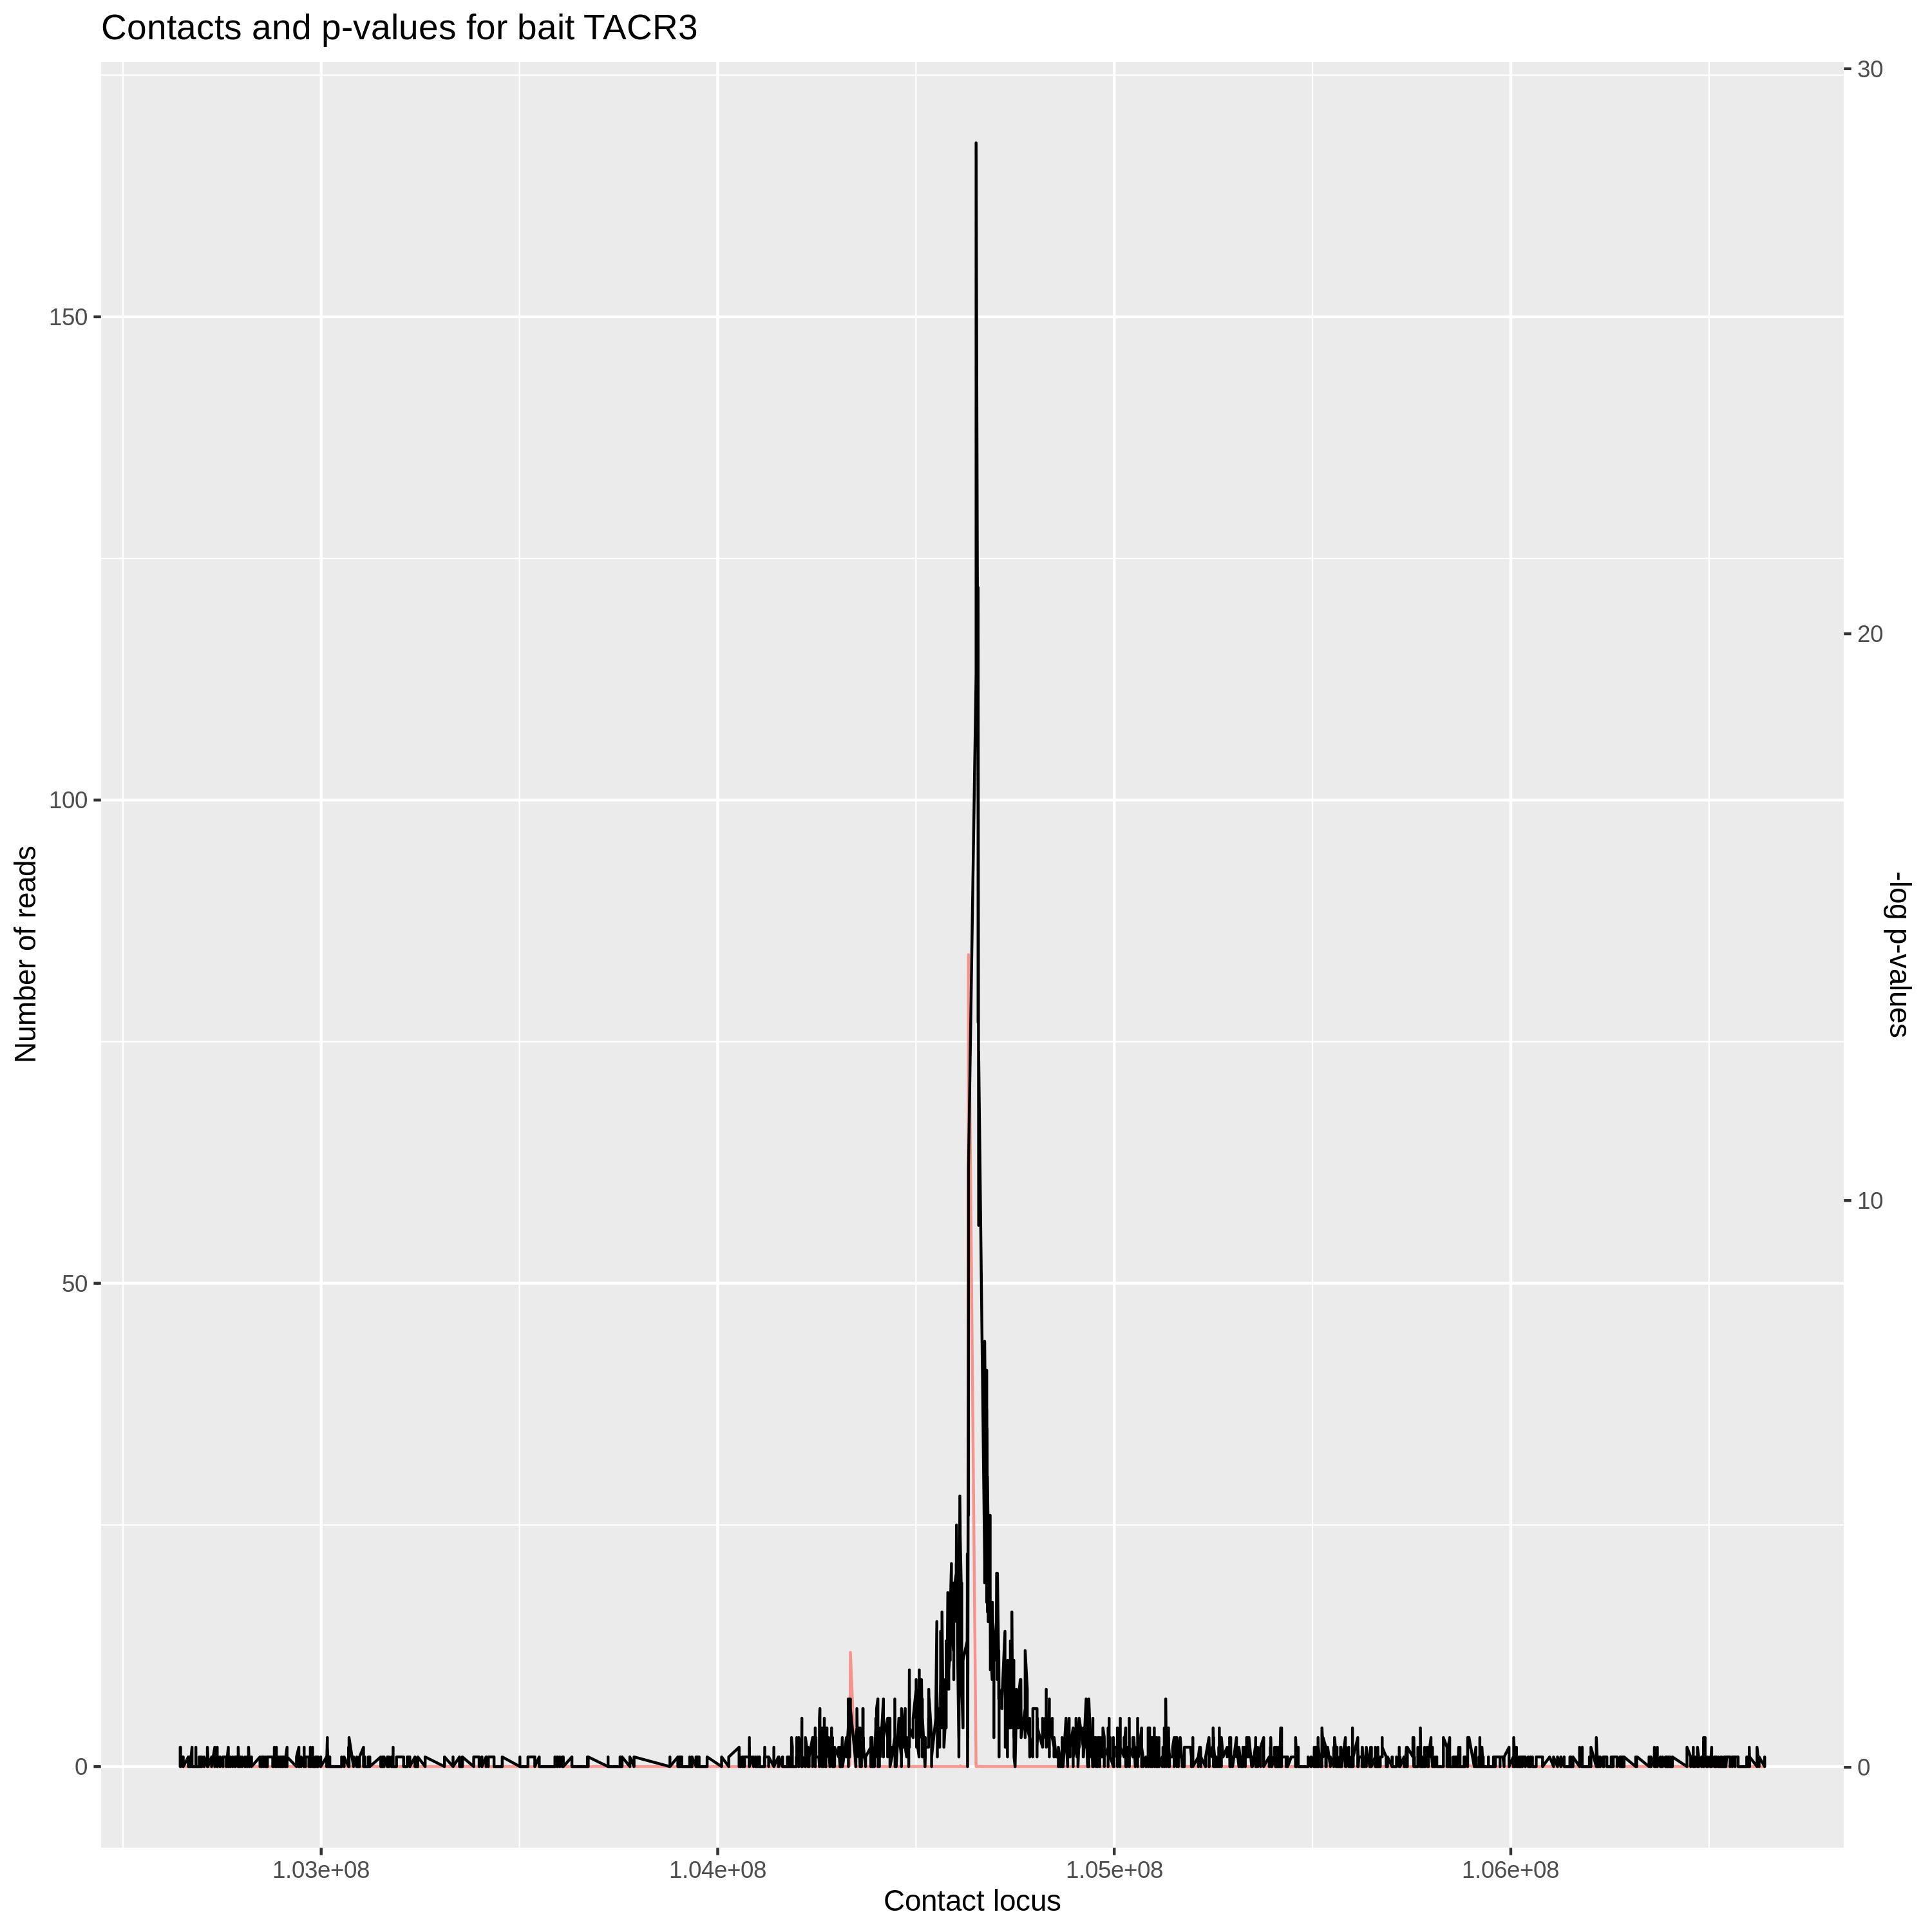 Contacts and p-values for bait TACR3
Number of reads
150
100
50
0
30
20
10
0
-log p-values
1.03e+08
1.04e+08
1.05e+08
1.06e+08
Contact locus